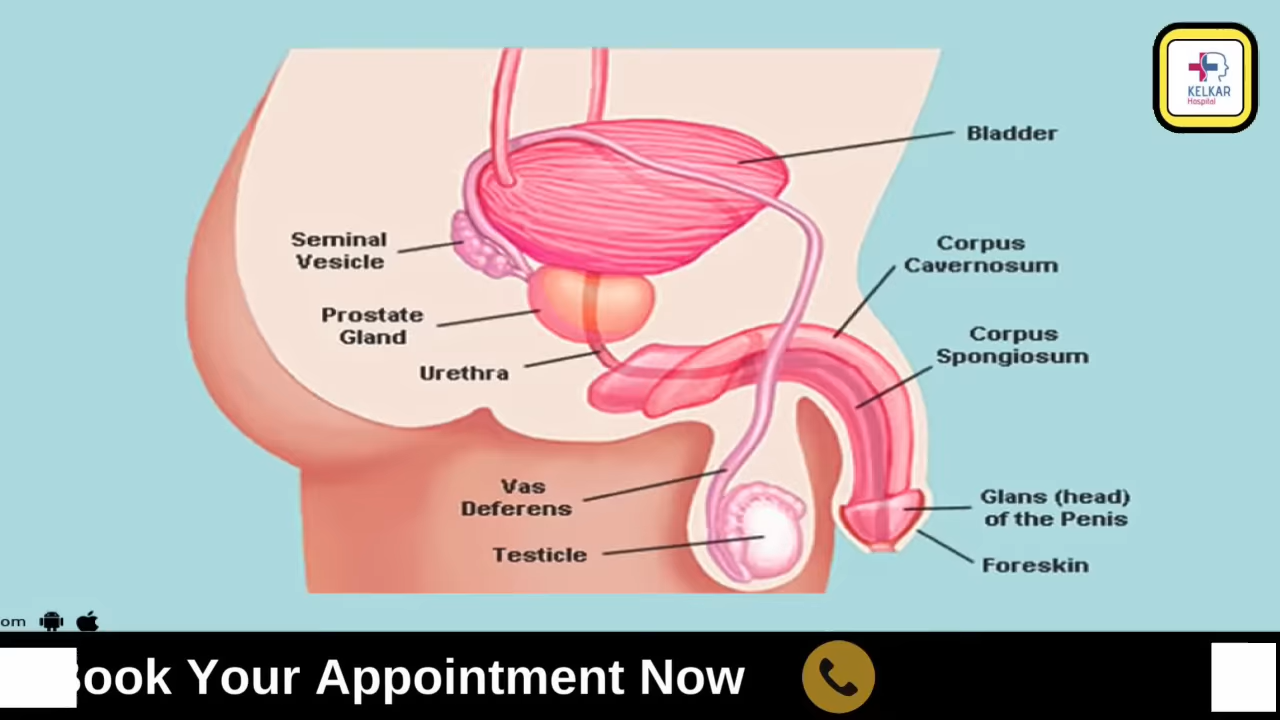 KELKAR
Hospital
Bladder
Seminal
Vesicle
Corpus
Cavernosum
Prostate
Gland
Corpus
Spongiosum
Urethra
Vas
Deferens
Glans (head)
of the Penis
Testicle
Foreskin
om
Book Your Appointment Now